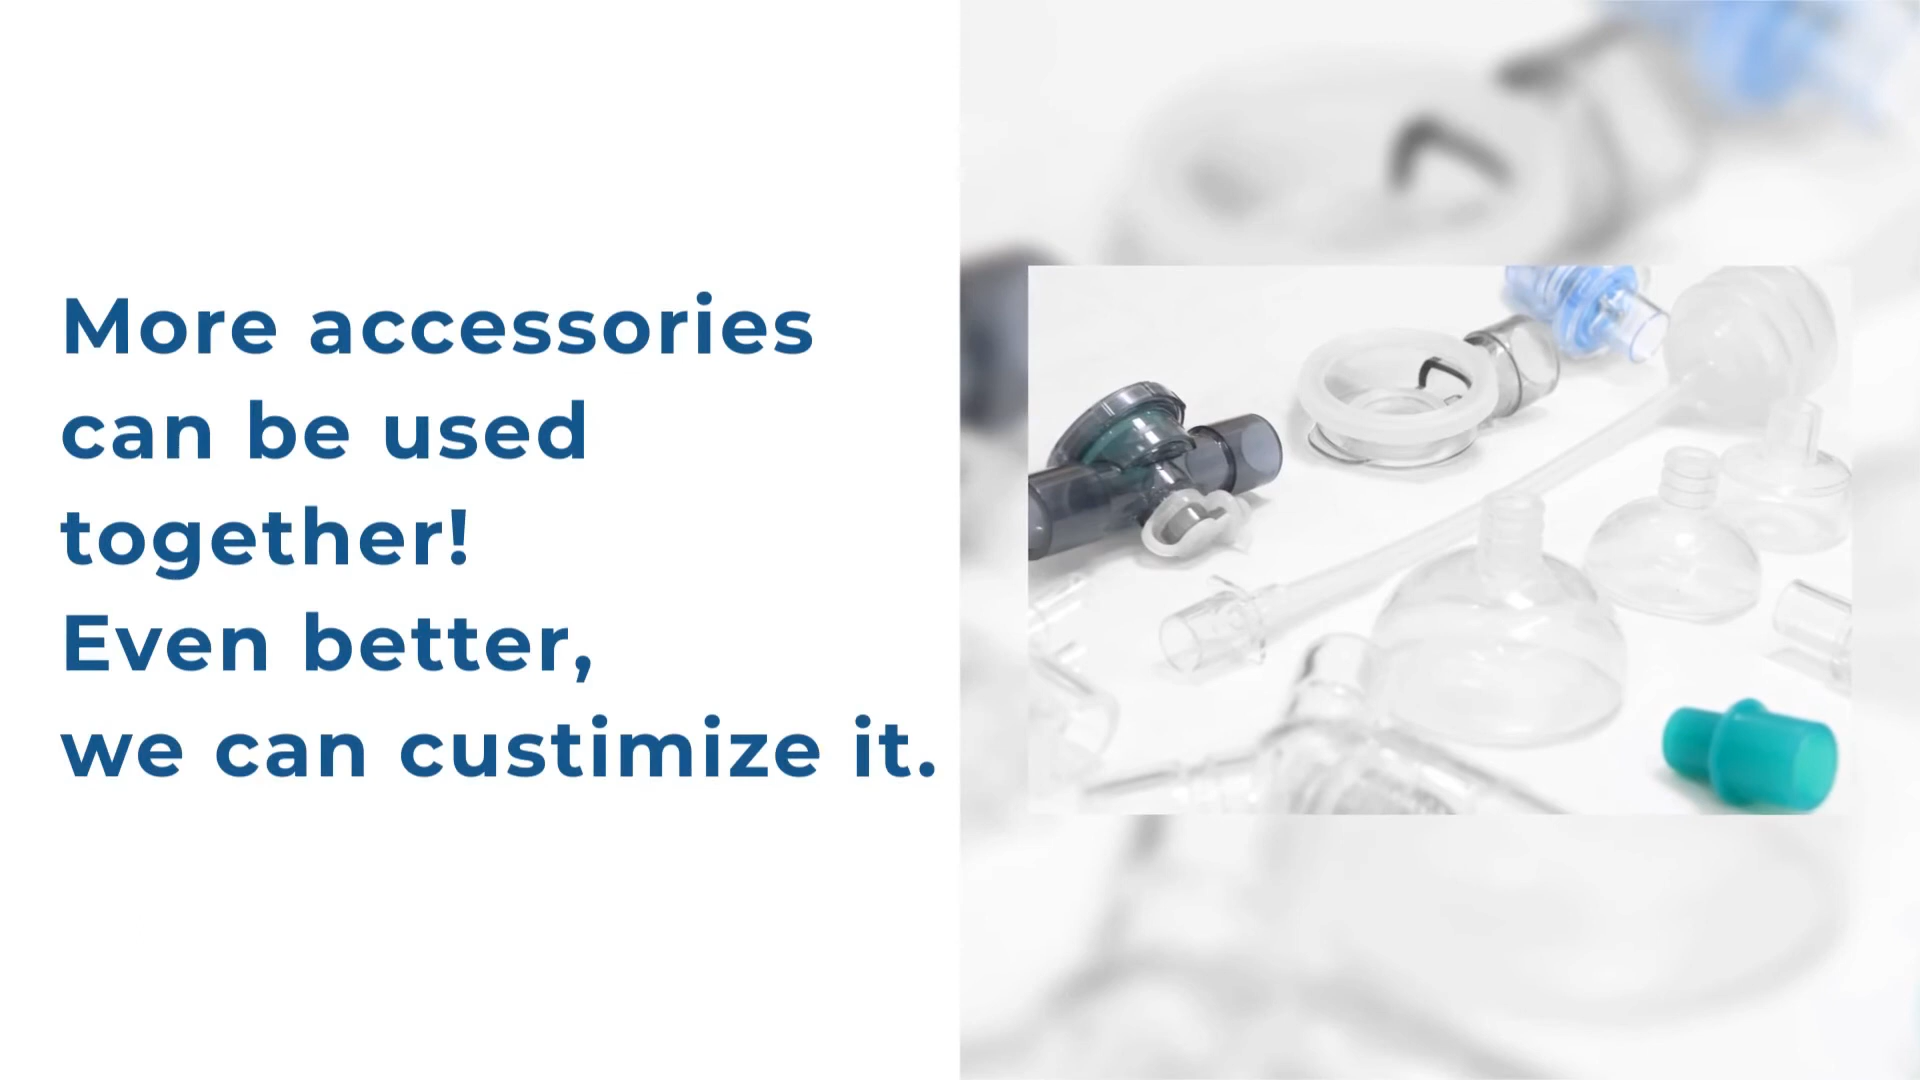 More accessories
can be used
together!
Even better,
we can custimize it.